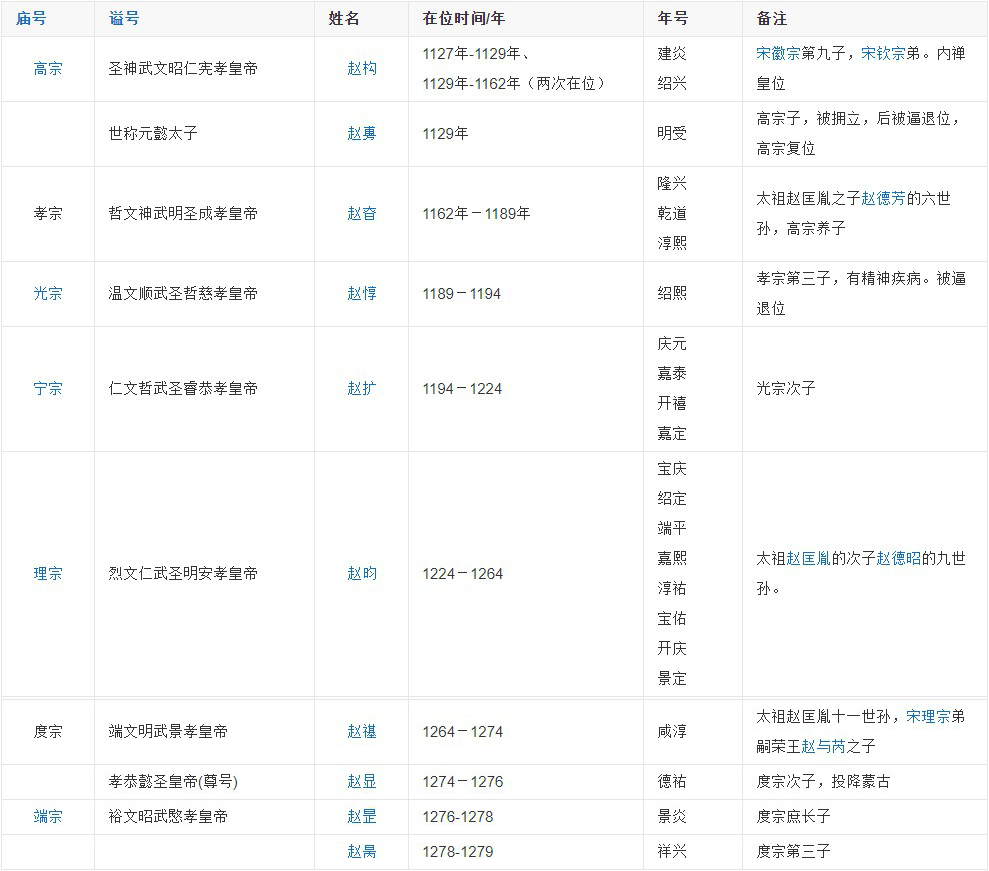 庙号 谥号 姓名 在位时间/年 年号 备注
高宗 圣神武文昭仁宪孝皇帝 赵构 1127年-1129年、 建炎 宋徽宗第九子，宋钦宗弟。内禅
1129年-1162年（两次在位） 绍兴 皇位
世称元懿太子 赵旉 1129年 明受 高宗子，被拥立，后被逼退位，
高宗复位
孝宗 哲文神武明圣成孝皇帝 赵昚 1162年－1189年 隆兴 太祖赵匡胤之子赵德芳的六世
乾道 孙，高宗养子
淳熙
光宗 温文顺武圣哲慈孝皇帝 赵惇 1189－1194 绍熙 孝宗第三子，有精神疾病。被逼
退位
宁宗 仁文哲武圣睿恭孝皇帝 赵扩 1194－1224 庆元 光宗次子
嘉泰
开禧
嘉定
理宗 烈文仁武圣明安孝皇帝 赵昀 1224－1264 宝庆 太祖赵匡胤的次子赵德昭的九世
绍定 孙。
端平
嘉熙
淳祐
宝佑
开庆
景定
度宗 端文明武景孝皇帝 赵禥 1264－1274 咸淳 太祖赵匡胤十一世孙，宋理宗弟
嗣荣王赵与芮之子
孝恭懿圣皇帝(尊号) 赵显 1274－1276 德祐 度宗次子，投降蒙古
端宗 裕文昭武愍孝皇帝 赵昰 1276-1278 景炎 度宗庶长子
赵昺 1278-1279 祥兴 度宗第三子